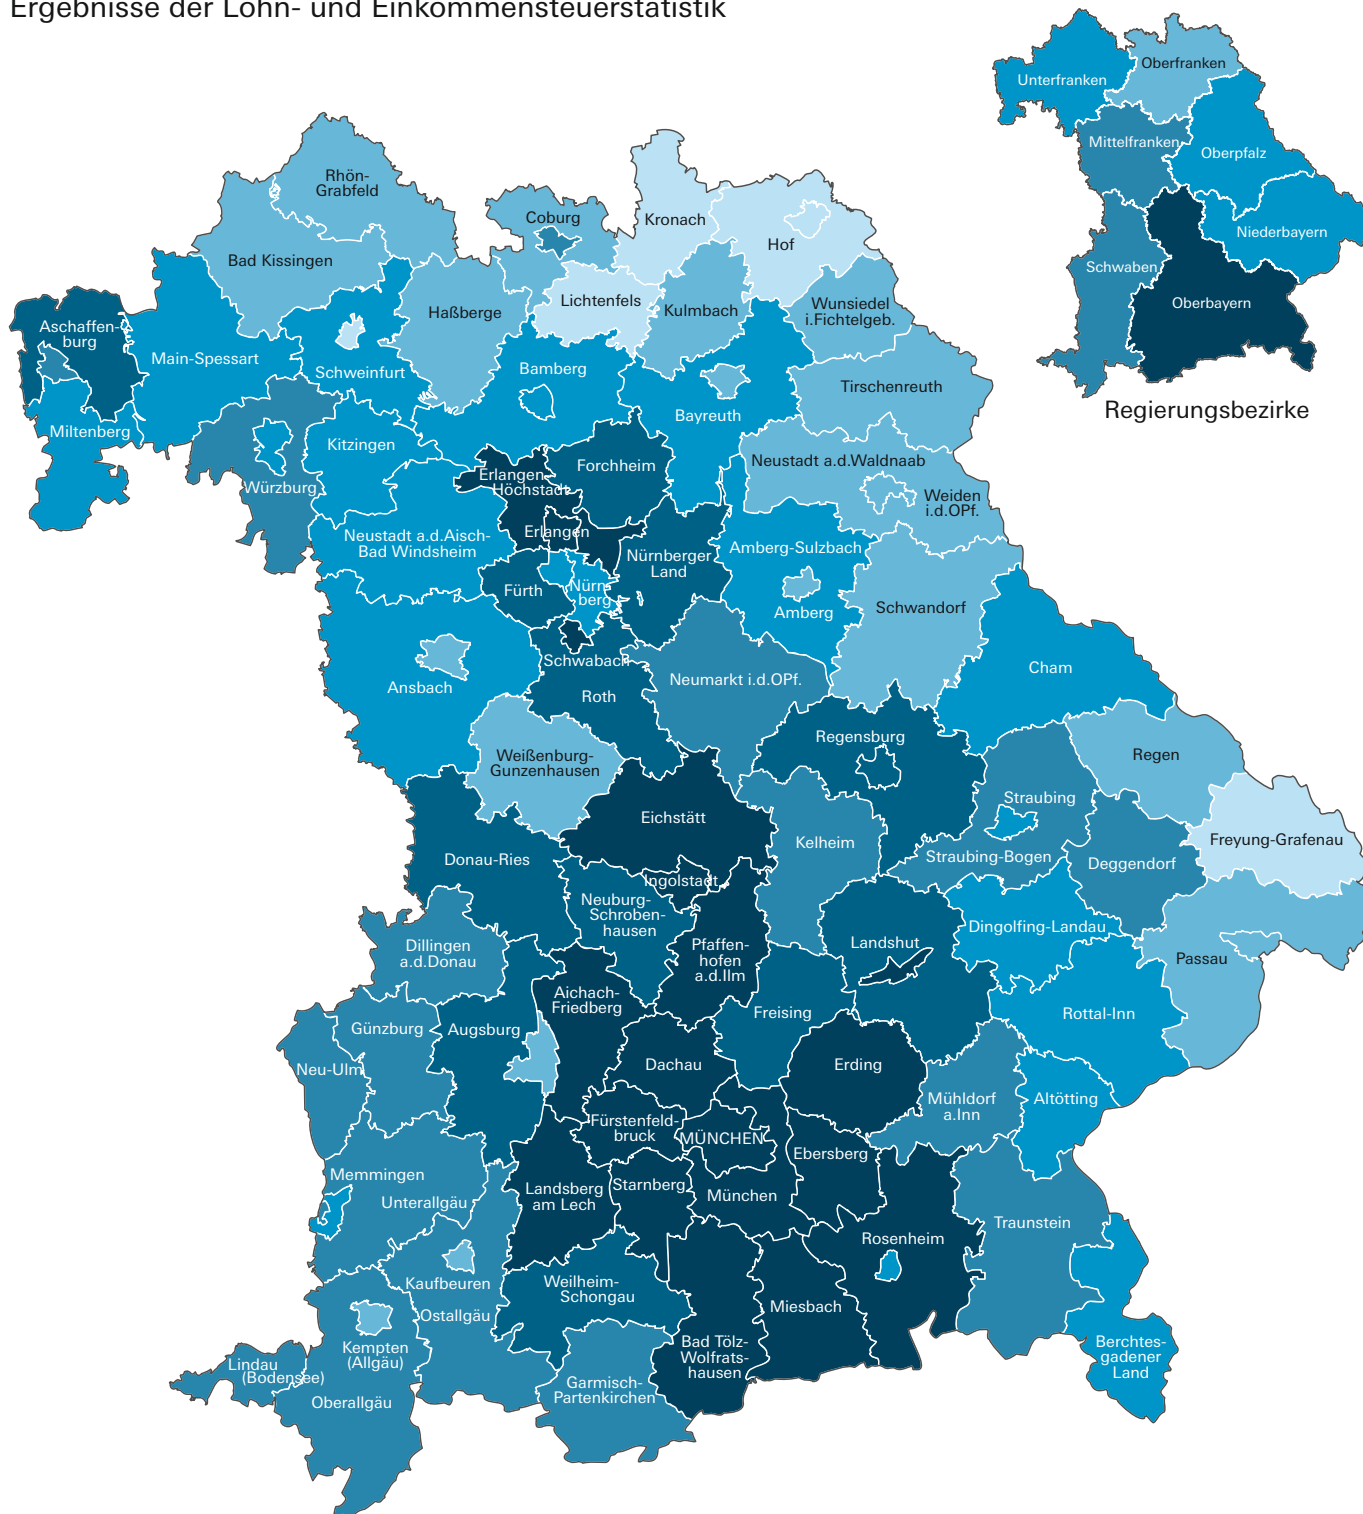 Ergebnisse der Lohn- und Einkommensteuerstatistik
Unterfranken
Oberfranken
Mittelfranken
Oberpfalz
Niederbayern
Schwaben
Oberbayern
Regierungsbezirke
Rhön-
Grabfeld
Coburg
Kronach
Hof
Bad Kissingen
Lichtenfels
Haßberge
Kulmbach
Wunsiedel
i.Fichtelgeb.
Aschaffen-
burg
Main-Spessart
Schweinfurt
Bamberg
Tirschenreuth
Bayreuth
Miltenberg
Kitzingen
Forchheim
Neustadt a.d.Waldnaab
Würzburg
Erlangen-
Höchstadt
Weiden
i.d.OPf.
Neustadt a.d.Aisch-
Bad Windsheim
Erlangen
Nürnberger
Land
Amberg-Sulzbach
Fürth
Nürn-
berg
Amberg
Schwandorf
Schwabach
Cham
Ansbach
Roth
Neumarkt i.d.OPf.
Regensburg
Weißenburg-
Gunzenhausen
Regen
Straubing
Eichstätt
Kelheim
Freyung-Grafenau
Donau-Ries
Straubing-Bogen
Deggendorf
Ingolstadt
Neuburg-
Schroben-
hausen
Dingolfing-Landau
Dillingen
a.d.Donau
Pfaffen-
hofen
a.d.Ilm
Landshut
Passau
Aichach-
Friedberg
Freising
Rottal-Inn
Günzburg
Augsburg
Neu-Ulm
Dachau
Erding
Mühldorf
a.Inn
Altötting
Fürstenfeld-
bruck
MÜNCHEN
Ebersberg
Memmingen
Unterallgäu
Landsberg
am Lech
Starnberg
München
Traunstein
Rosenheim
Kaufbeuren
Weilheim-
Schongau
Ostallgäu
Miesbach
Kempten
(Allgäu)
Bad Tölz-
Wolfrats-
hausen
Berchtes-
gadener
Land
Lindau
(Bodensee)
Oberallgäu
Garmisch-
Partenkirchen